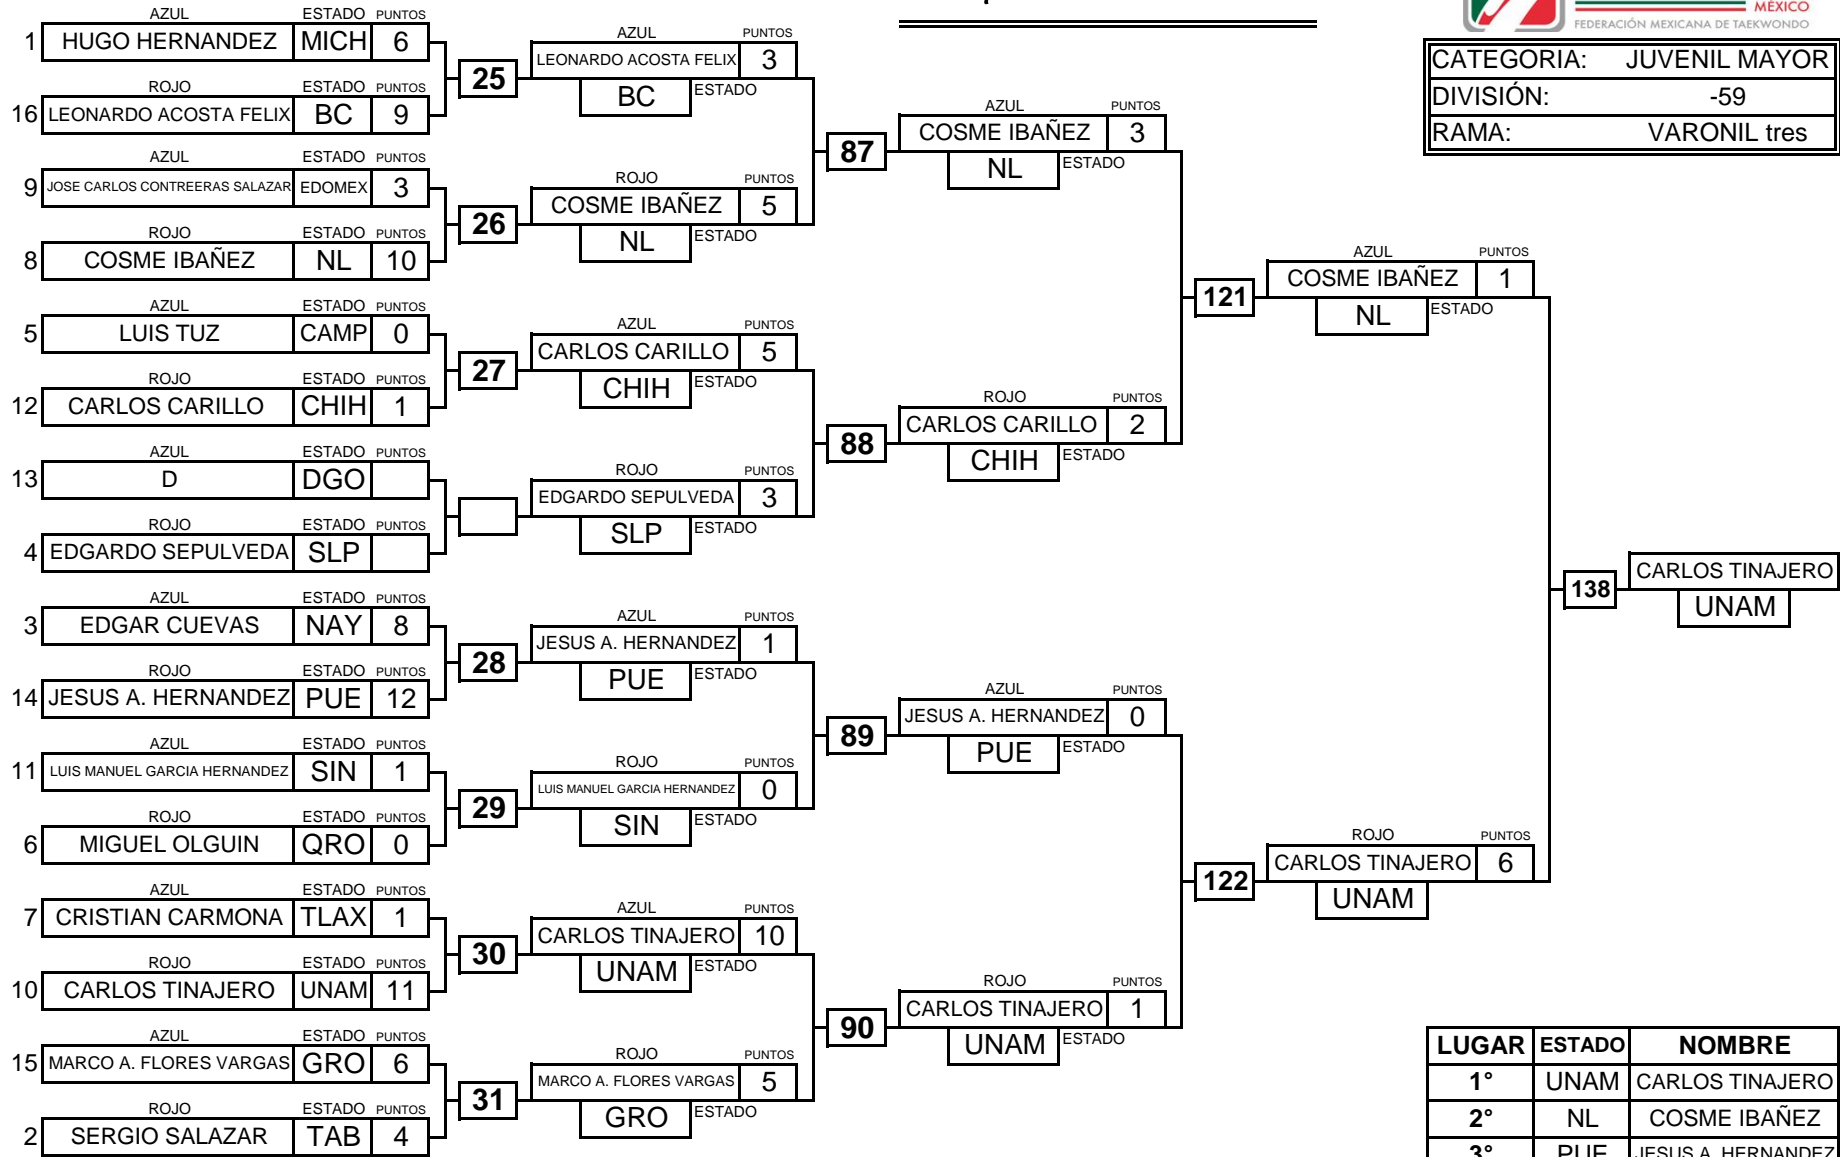 MÉXICO
FEDERACIÓN MEXICANA DE TAEKWONDO
CATEGORIA: JUVENIL MAYOR
DIVISIÓN: -59
RAMA: VARONIL tres
AZUL ESTADO PUNTOS
1 HUGO HERNANDEZ MICH 6
ROJO ESTADO PUNTOS
16 LEONARDO ACOSTA FELIX BC 9
AZUL ESTADO PUNTOS
9 JOSE CARLOS CONTREERAS SALAZAR EDOMEX 3
ROJO ESTADO PUNTOS
8 COSME IBAÑEZ NL 10
AZUL ESTADO PUNTOS
5 LUIS TUZ CAMP 0
ROJO ESTADO PUNTOS
12 CARLOS CARILLO CHIH 1
AZUL ESTADO PUNTOS
13 D DGO
ROJO ESTADO PUNTOS
4 EDGARDO SEPULVEDA SLP
AZUL ESTADO PUNTOS
3 EDGAR CUEVAS NAY 8
ROJO ESTADO PUNTOS
14 JESUS A. HERNANDEZ PUE 12
AZUL ESTADO PUNTOS
11 LUIS MANUEL GARCIA HERNANDEZ SIN 1
ROJO ESTADO PUNTOS
6 MIGUEL OLGUIN QRO 0
AZUL ESTADO PUNTOS
7 CRISTIAN CARMONA TLAX 1
ROJO ESTADO PUNTOS
10 CARLOS TINAJERO UNAM 11
AZUL ESTADO PUNTOS
15 MARCO A. FLORES VARGAS GRO 6
ROJO ESTADO PUNTOS
2 SERGIO SALAZAR TAB 4
25
26
27
28
29
30
31
AZUL PUNTOS
LEONARDO ACOSTA FELIX 3
BC ESTADO
ROJO PUNTOS
COSME IBAÑEZ 5
NL ESTADO
AZUL PUNTOS
CARLOS CARILLO 5
CHIH ESTADO
ROJO PUNTOS
EDGARDO SEPULVEDA 3
SLP ESTADO
AZUL PUNTOS
JESUS A. HERNANDEZ 1
PUE ESTADO
ROJO PUNTOS
LUIS MANUEL GARCIA HERNANDEZ 0
SIN ESTADO
AZUL PUNTOS
CARLOS TINAJERO 10
UNAM ESTADO
ROJO PUNTOS
MARCO A. FLORES VARGAS 5
GRO ESTADO
87
88
89
90
AZUL PUNTOS
COSME IBAÑEZ 3
NL ESTADO
ROJO PUNTOS
CARLOS CARILLO 2
CHIH ESTADO
AZUL PUNTOS
JESUS A. HERNANDEZ 0
PUE ESTADO
ROJO PUNTOS
CARLOS TINAJERO 1
UNAM ESTADO
121
122
AZUL PUNTOS
COSME IBAÑEZ 1
NL ESTADO
ROJO PUNTOS
CARLOS TINAJERO 6
UNAM
138
CARLOS TINAJERO
UNAM
LUGAR ESTADO NOMBRE
1° UNAM CARLOS TINAJERO
2° NL COSME IBAÑEZ
3° PUE JESUS A. HERNANDEZ